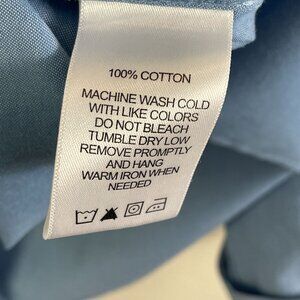 100% COTTON
MACHINE WASH COLD
WITH LIKE COLORS
DO NOT BLEACH
TUMBLE DRY LOW
REMOVE PROMPTLY
AND HANG
WARM IRON WHEN
NEEDED